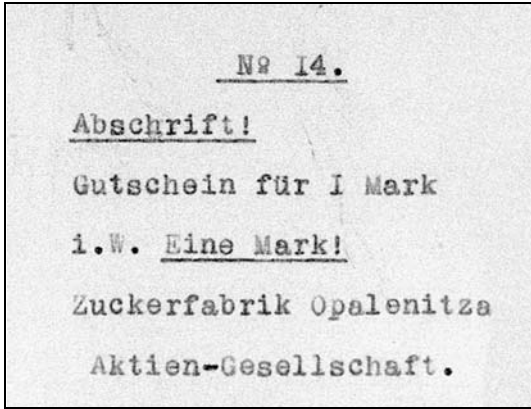 № I4.
Abschrift!
Gutschein für I Mark
i.W. Eine Mark!
Zuckerfabrik Opalenitza
Aktien-Gesellschaft.